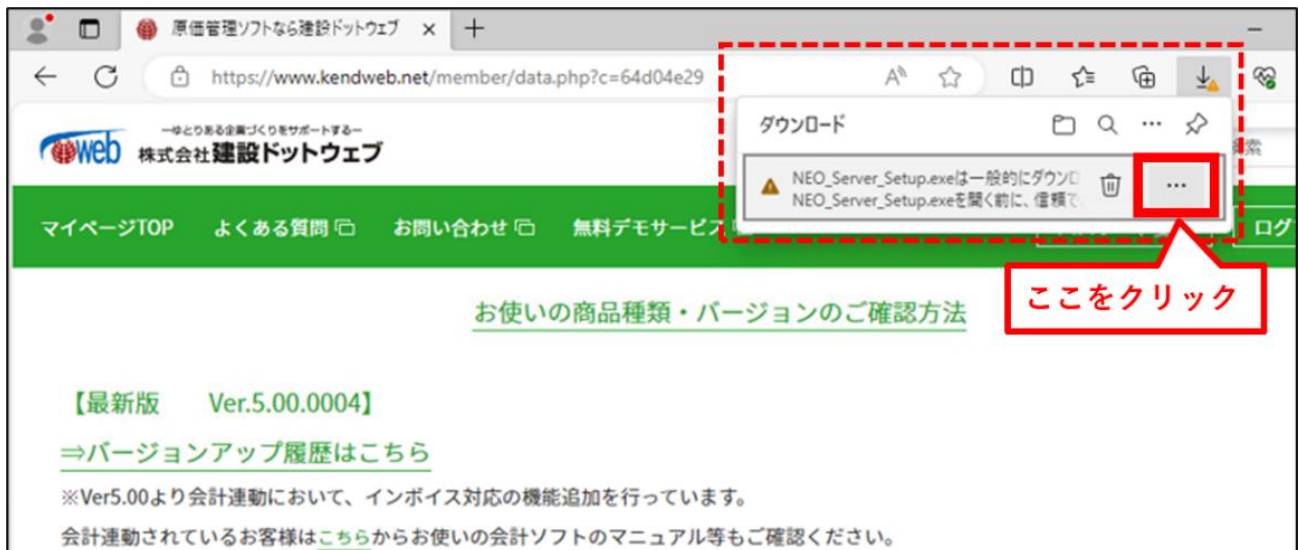 原価管理ソフトなら建設ドットウェブ
https://www.kendweb.net/member/data.php?c=64d04e29
ダウンロード
NEO_Server_Setup.exeは一般的にダウンロ
NEO_Server_Setup.exeを開く前に、信頼で
ーゆとりある企業づくりをサポートするー
web 株式会社建設ドットウェブ
索
マイページTOP よくある質問 お問い合わせ 無料デモサービス ログ
ここをクリック
お使いの商品種類・バージョンのご確認方法
【最新版 Ver.5.00.0004】
⇒バージョンアップ履歴はこちら
※Ver5.00より会計連動において、インボイス対応の機能追加を行っています。
会計連動されているお客様はこちらからお使いの会計ソフトのマニュアル等もご確認ください。